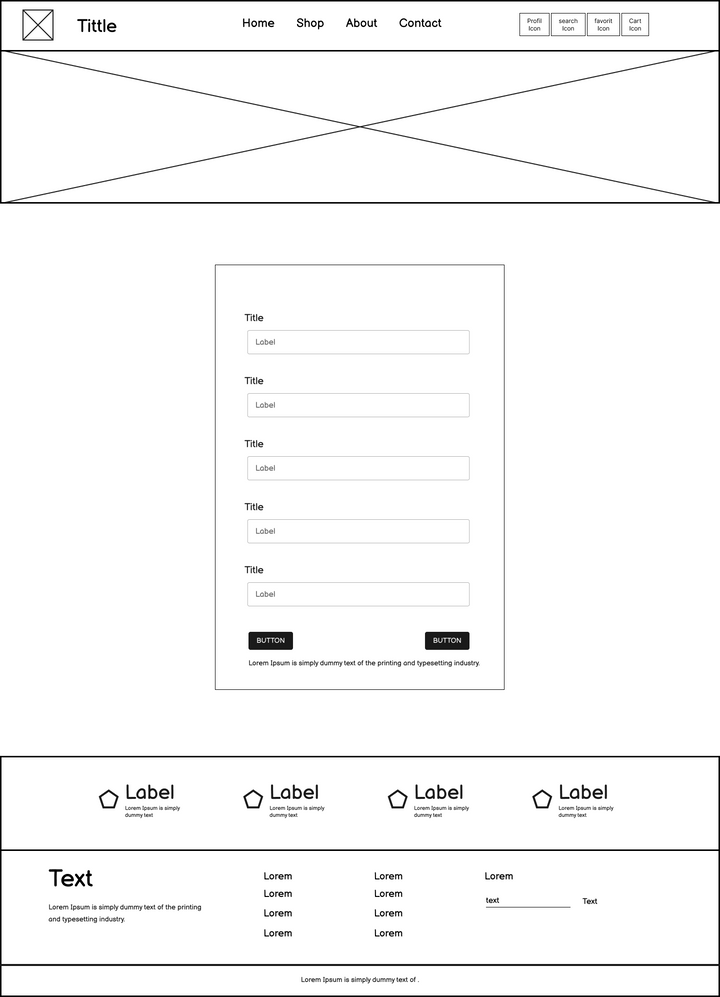 Tittle
Home Shop About Contact
Profil Icon
search Icon
favorit Icon
Cart Icon
Title
Label
Title
Label
Title
Label
Title
Label
Title
Label
BUTTON BUTTON
Lorem Ipsum is simply dummy text of the printing and typesetting industry.
Label
Lorem Ipsum is simply
dummy text
Label
Lorem Ipsum is simply
dummy text
Label
Lorem Ipsum is simply
dummy text
Label
Lorem Ipsum is simply
dummy text
Text
Lorem Ipsum is simply dummy text of the printing
and typesetting industry.
Lorem
Lorem
Lorem
Lorem
Lorem
Lorem
Lorem
Lorem
Lorem
text Text
Lorem Ipsum is simply dummy text of .